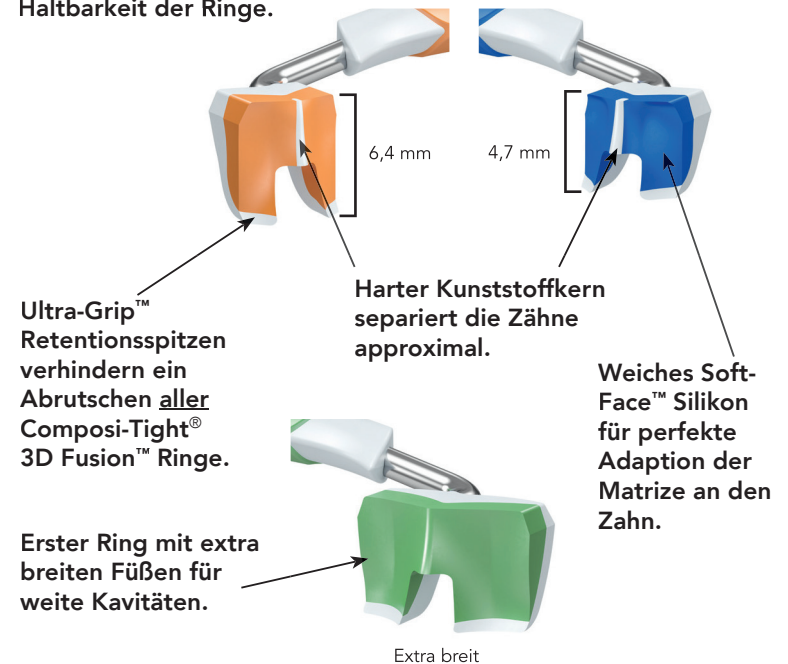 Haltbarkeit der Ringe.
6,4 mm
4,7 mm
Harter Kunststoffkern
separiert die Zähne
approximal.
Ultra-Grip™
Retentionsspitzen
verhindern ein
Abrutschen aller
Composi-Tight®
3D Fusion™ Ringe.
Weiches Soft-
Face™ Silikon
für perfekte
Adaption der
Matrize an den
Zahn.
Erster Ring mit extra
breiten Füßen für
weite Kavitäten.
Extra breit